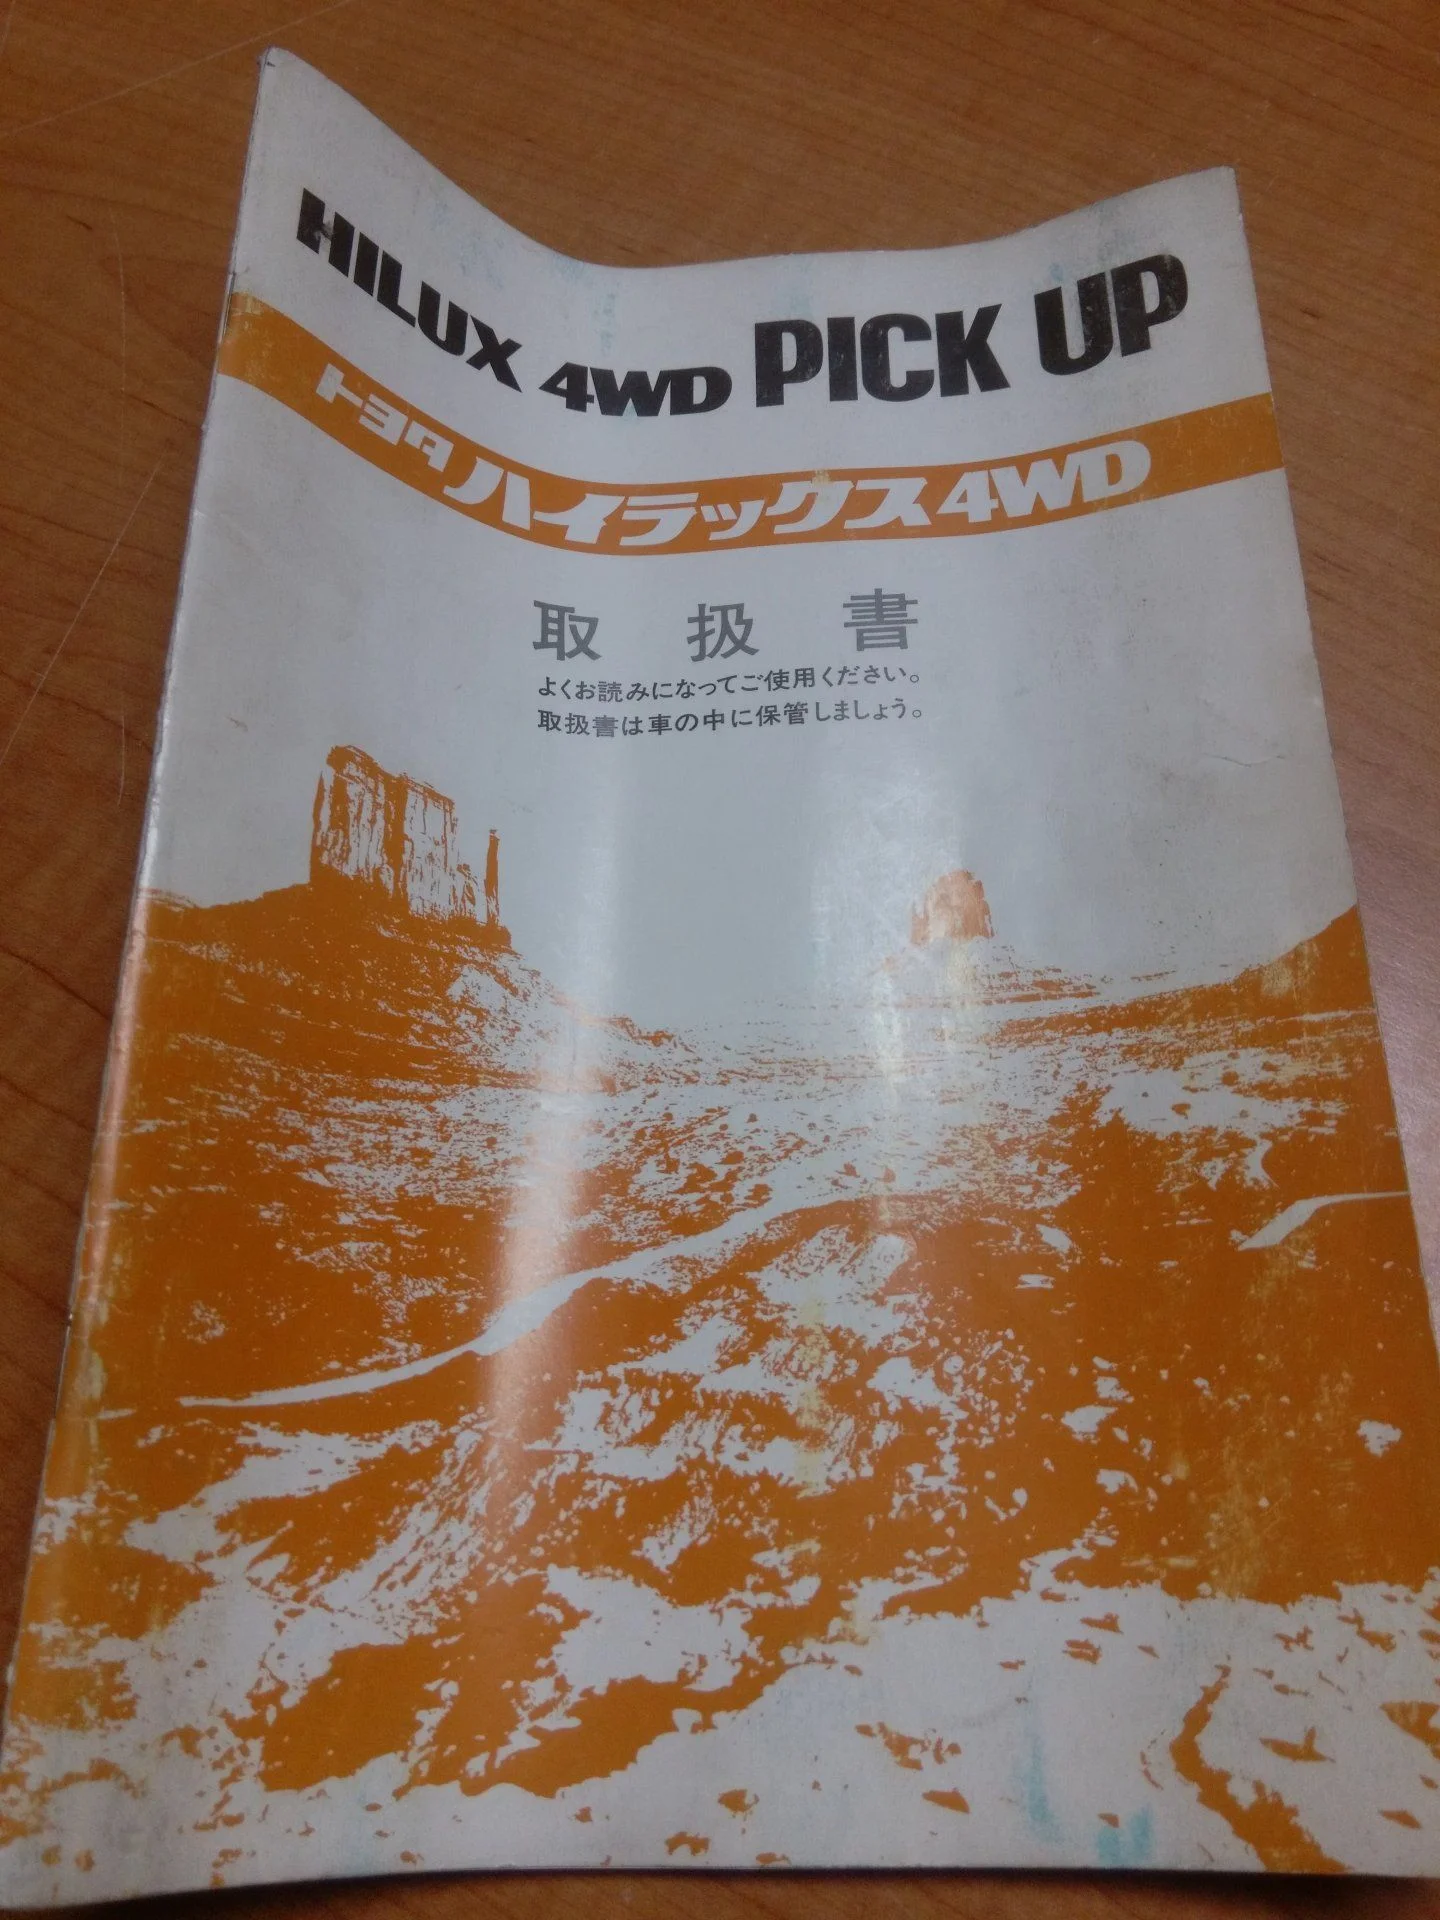 HILUX 4WD PICK UP
トヨタ ハイラックス4WD
取扱書
よくお読みになってご使用ください。
取扱書は車の中に保管しましょう。